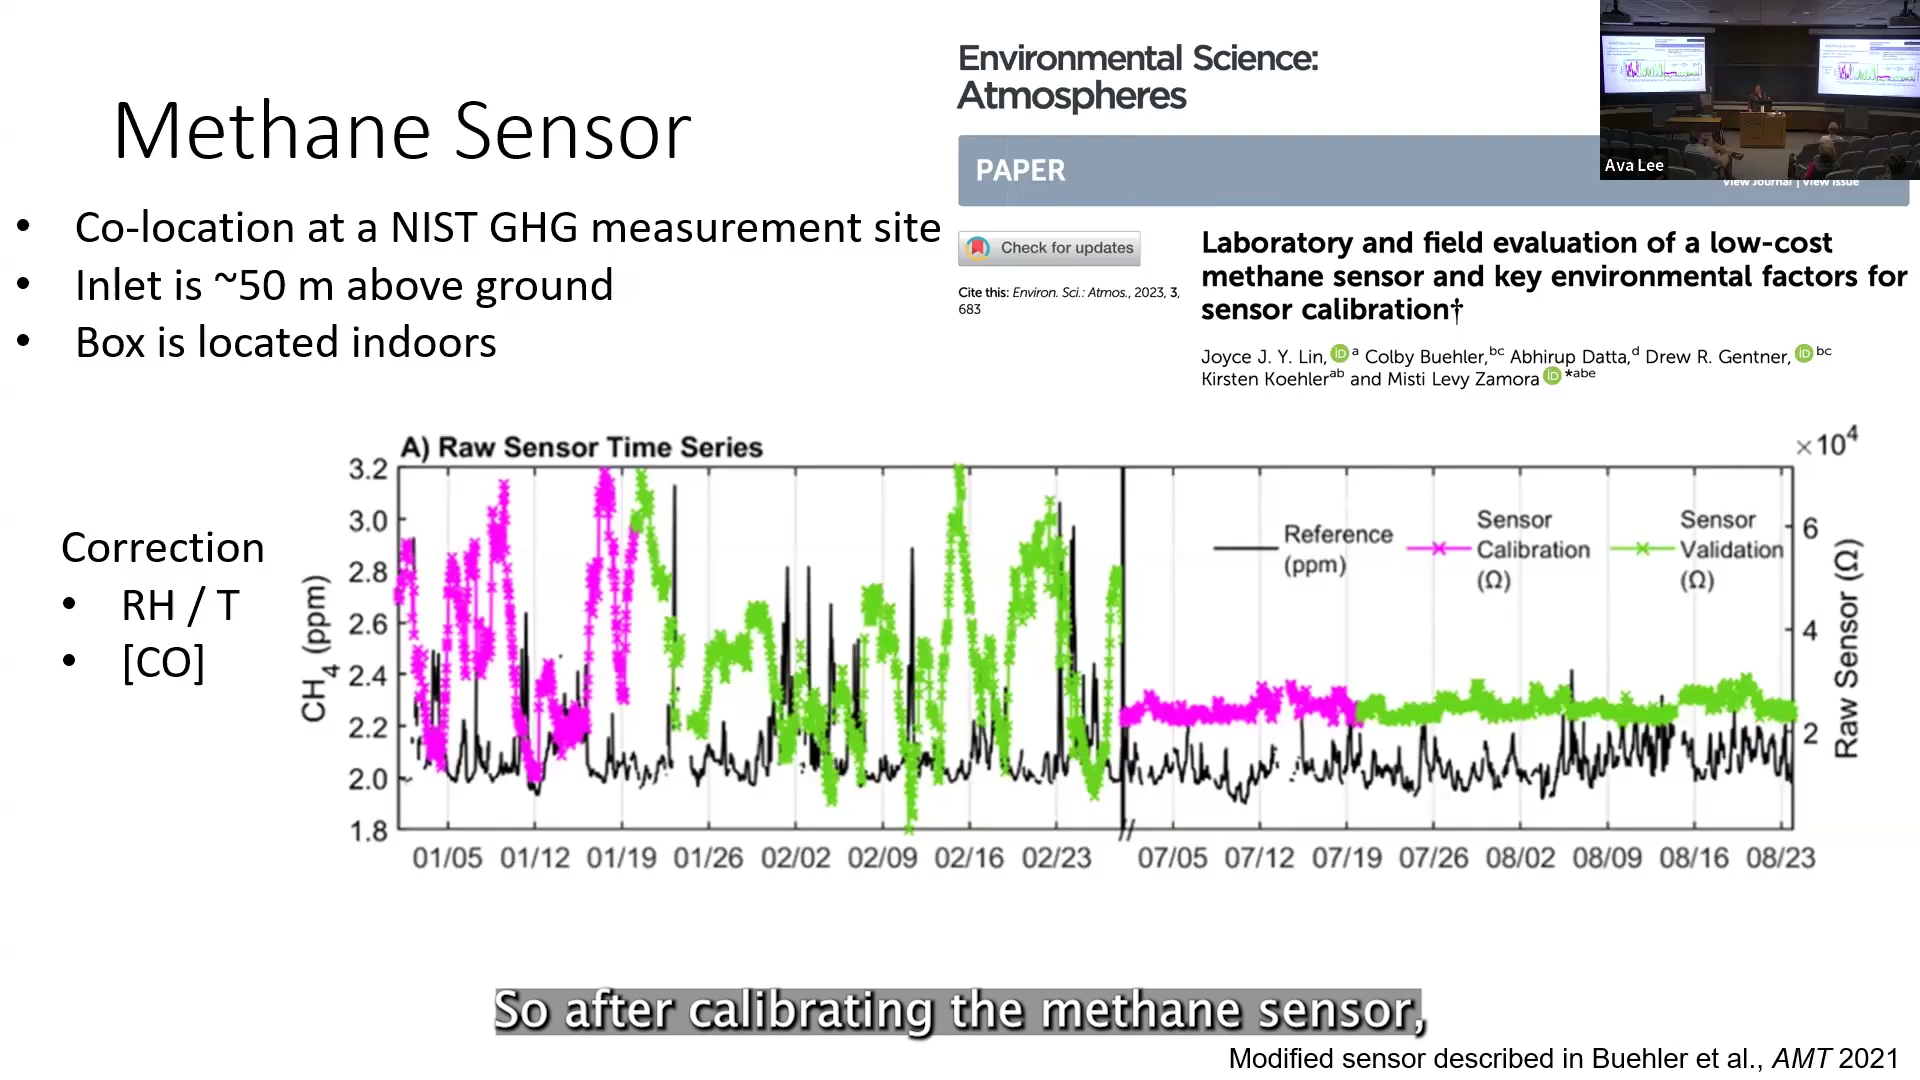 Environmental Science:
Atmospheres
Methane Sensor
PAPER
Ava Lee
View Journal | View Issue
• Co-location at a NIST GHG measurement site
• Inlet is ~50 m above ground
• Box is located indoors
Check for updates
Cite this: Environ. Sci.: Atmos., 2023, 3,
683
Laboratory and field evaluation of a low-cost
methane sensor and key environmental factors for
sensor calibration†
Joyce J. Y. Lin, iD a Colby Buehler, bc Abhirup Datta, d Drew R. Gentner, iD bc
Kirsten Koehler ab and Misti Levy Zamora iD *abe
Correction
• RH / T
• [CO]
A) Raw Sensor Time Series
×10⁴
CH₄ (ppm)
3.2
3.0
2.8
2.6
2.4
2.2
2.0
1.8
Reference
(ppm)
Sensor
Calibration
(Ω)
Sensor
Validation
(Ω)
6
4
2
Raw Sensor (Ω)
01/05 01/12 01/19 01/26 02/02 02/09 02/16 02/23 07/05 07/12 07/19 07/26 08/02 08/09 08/16 08/23
So after calibrating the methane sensor,
Modified sensor described in Buehler et al., AMT 2021